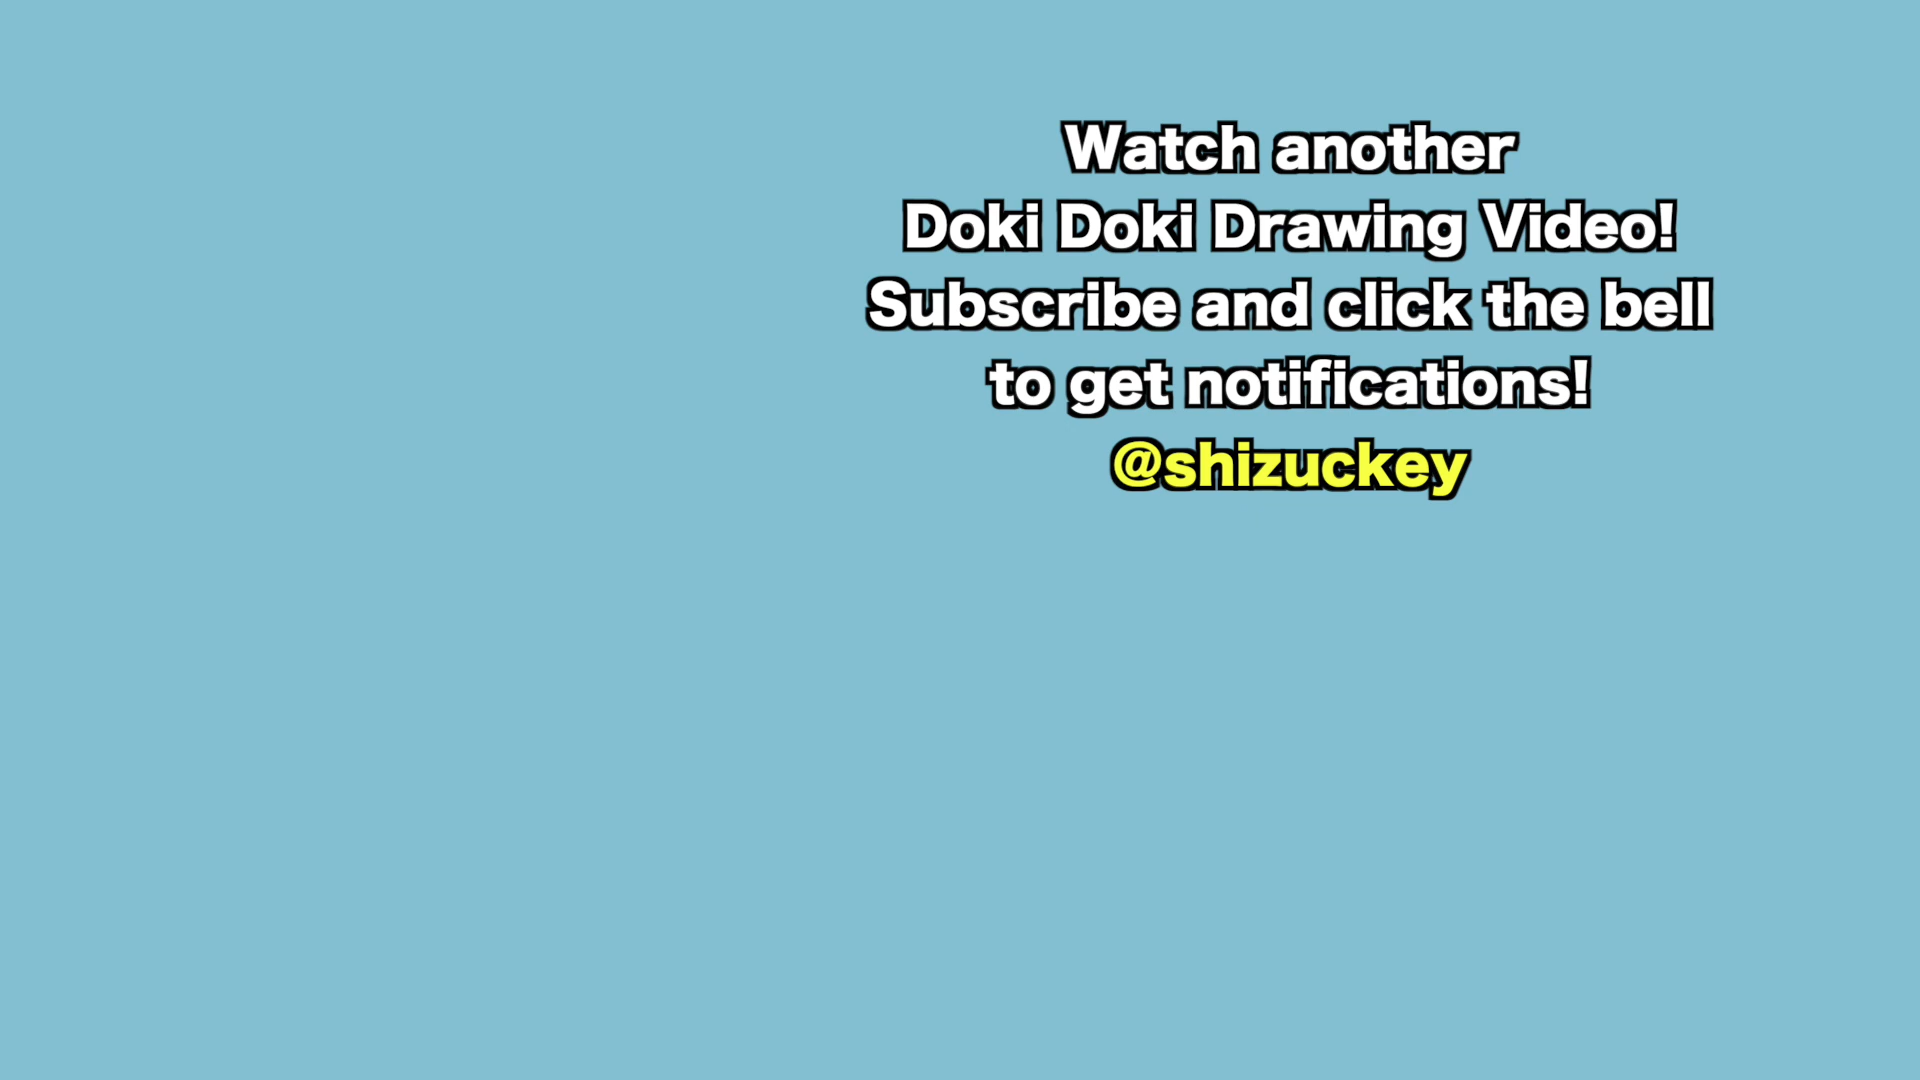 Watch another
Doki Doki Drawing Video!
Subscribe and click the bell
to get notifications!
@shizuckey